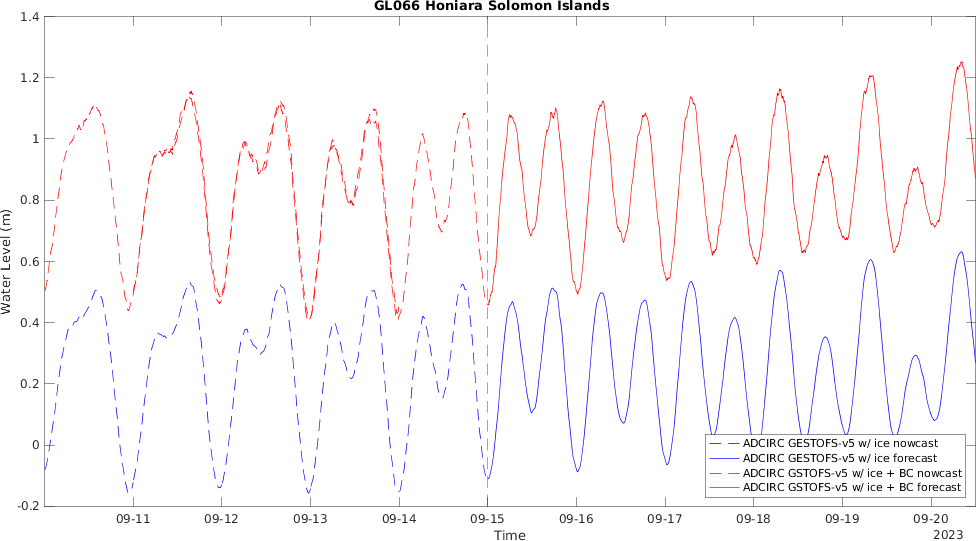 GL066 Honiara Solomon Islands
Water Level (m)
1.4
1.2
1
0.8
0.6
0.4
0.2
0
-0.2
ADCIRC GESTOFS-v5 w/ ice nowcast
ADCIRC GESTOFS-v5 w/ ice forecast
ADCIRC GSTOFS-v5 w/ ice + BC nowcast
ADCIRC GSTOFS-v5 w/ ice + BC forecast
09-11 09-12 09-13 09-14 09-15 09-16 09-17 09-18 09-19 09-20
Time
2023